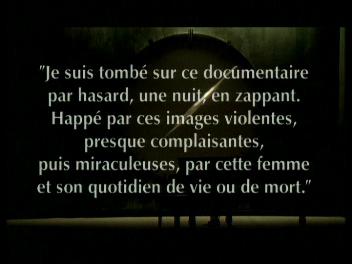 "Je suis tombé sur ce documentaire
par hasard, une nuit, en zappant.
Happé par ces images violentes,
presque complaisantes,
puis miraculeuses, par cette femme
et son quotidien de vie ou de mort."